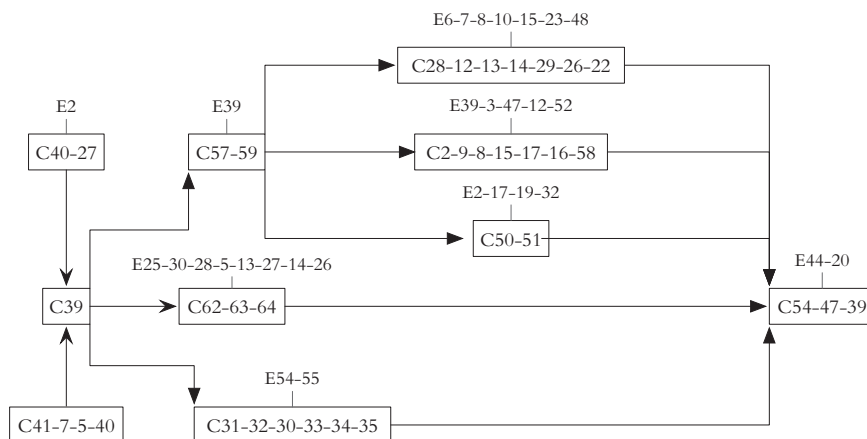 E6-7-8-10-15-23-48
C28-12-13-14-29-26-22
E2
E39
E39-3-47-12-52
C40-27
C57-59
C2-9-8-15-17-16-58
E2-17-19-32
C50-51
E25-30-28-5-13-27-14-26
E44-20
C39
C62-63-64
C54-47-39
E54-55
C41-7-5-40
C31-32-30-33-34-35